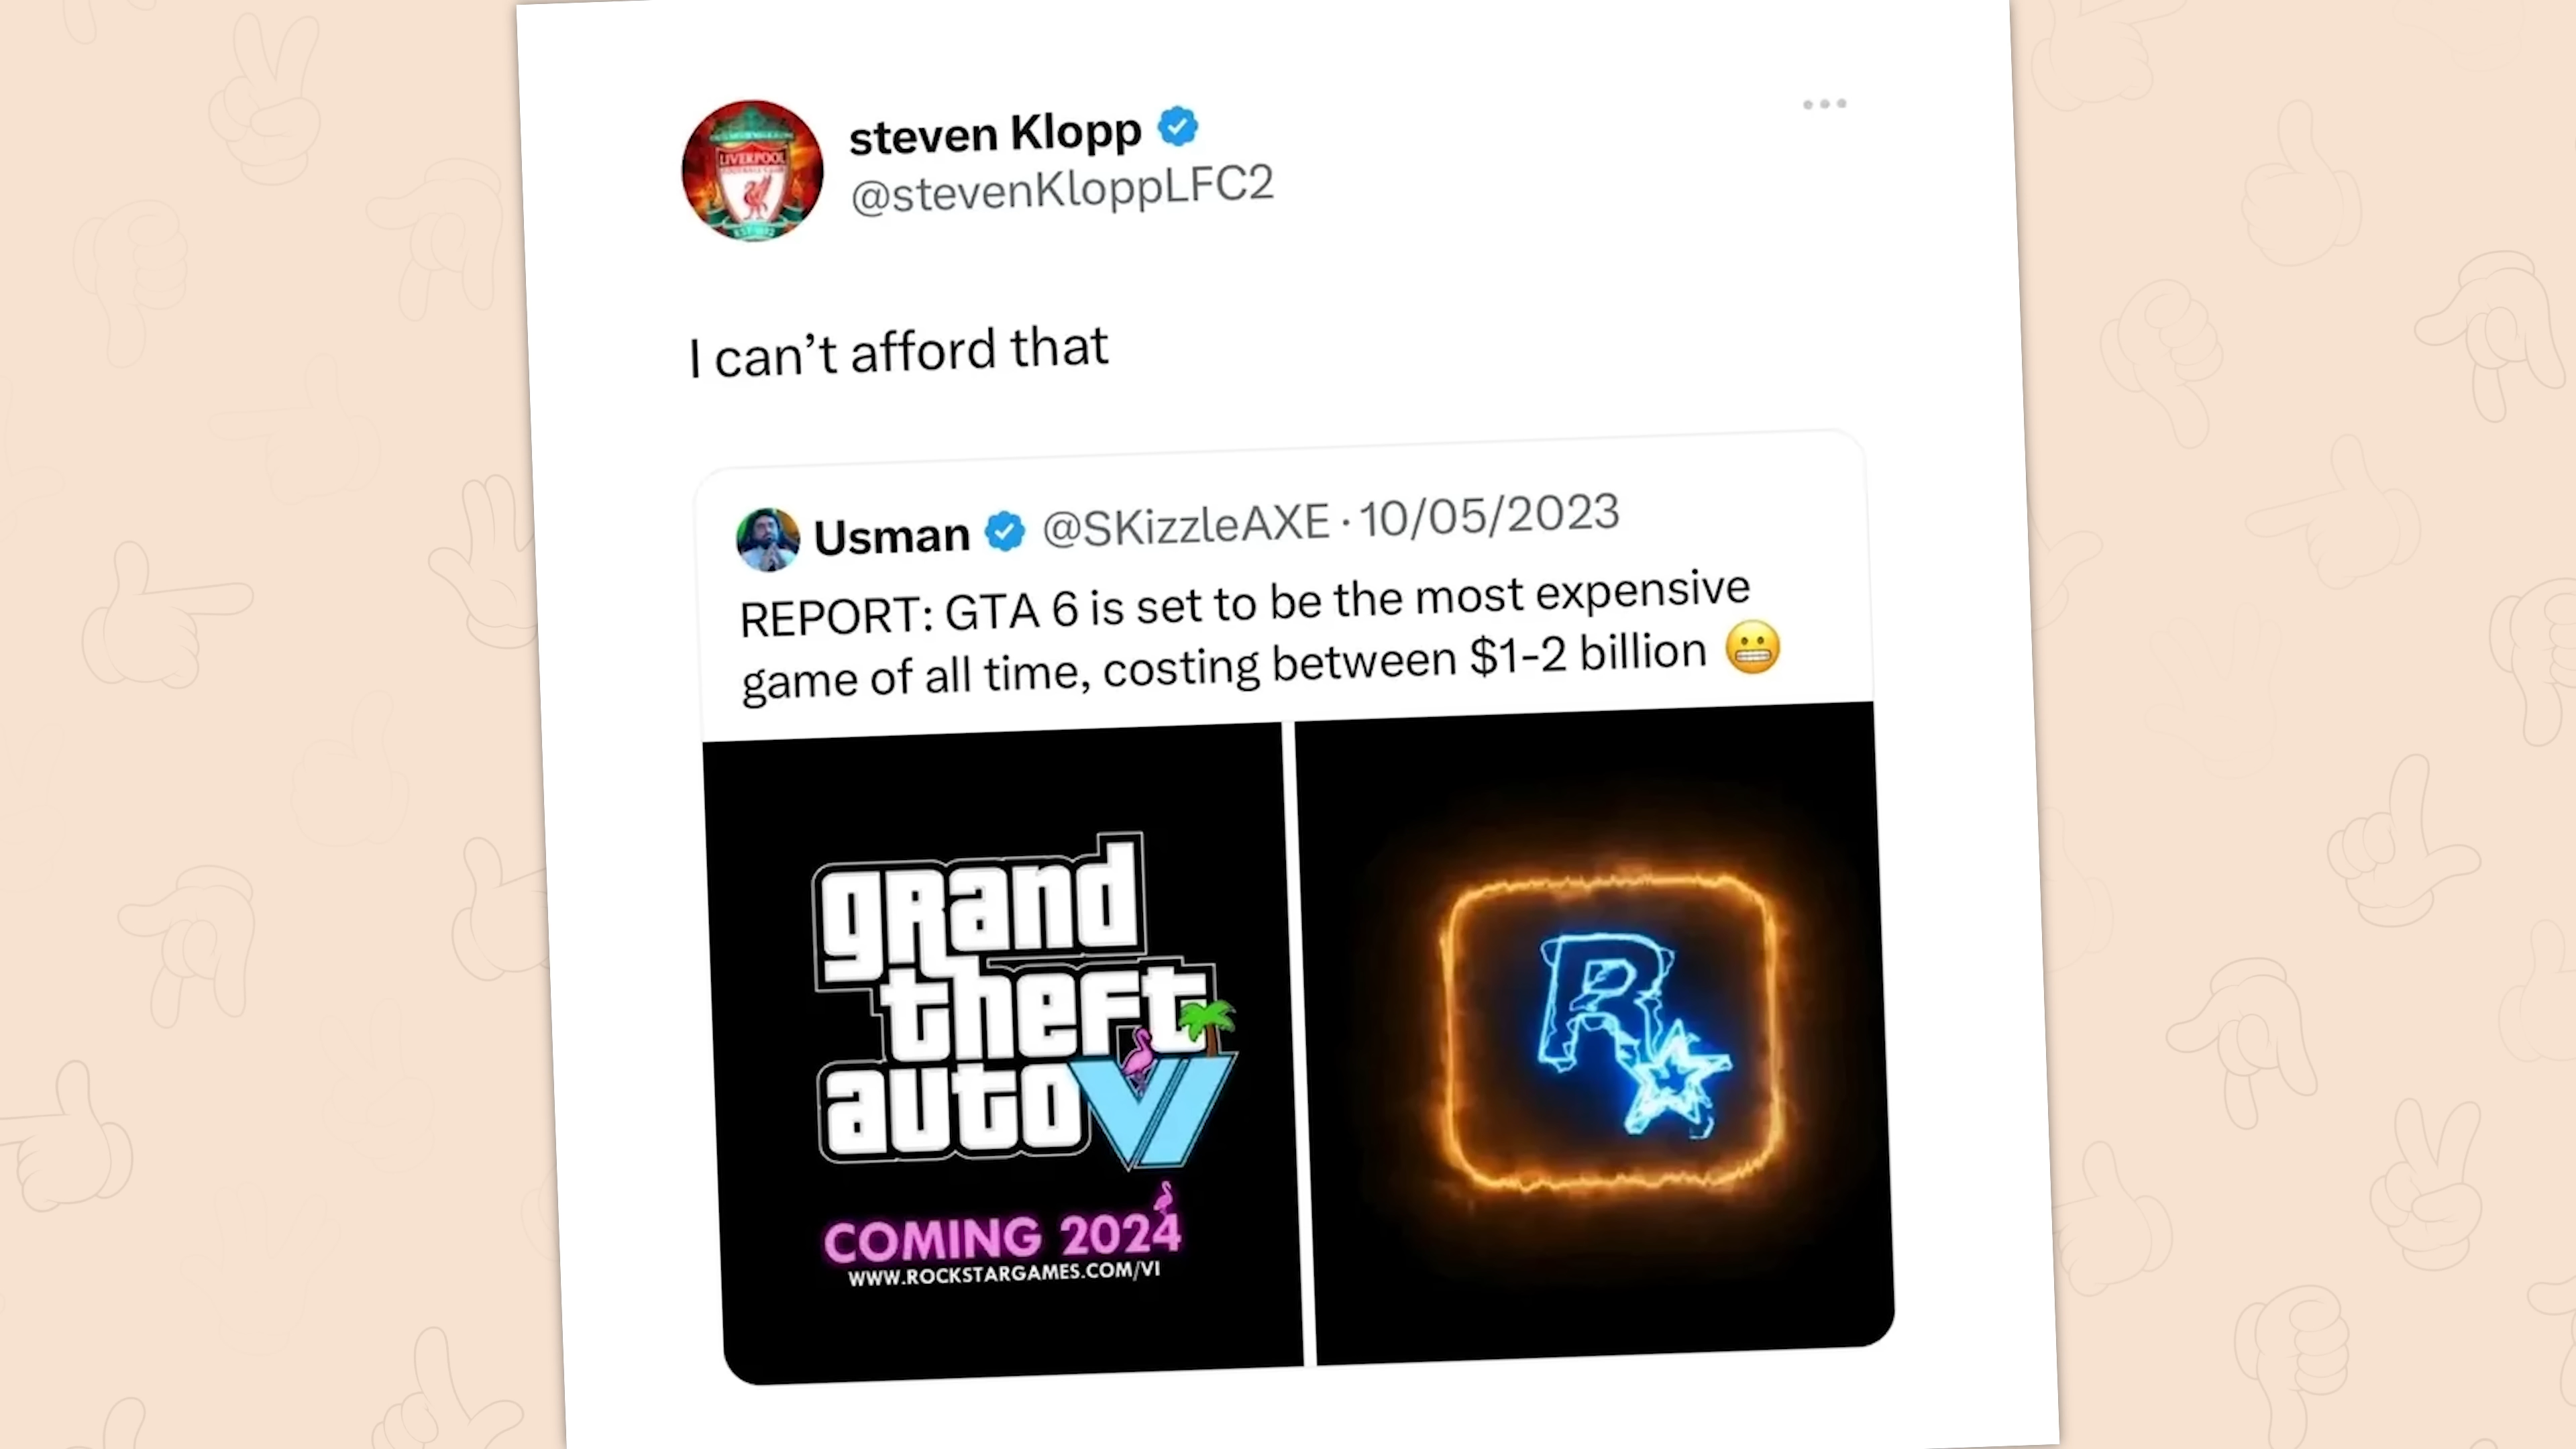 steven Klopp
@stevenKloppLFC2
I can’t afford that
Usman @SKizzleAXE · 10/05/2023
REPORT: GTA 6 is set to be the most expensive
game of all time, costing between $1-2 billion 😬
grand
theft
auto VI
COMING 2024
WWW.ROCKSTARGAMES.COM/VI
R
LIVERPOOL